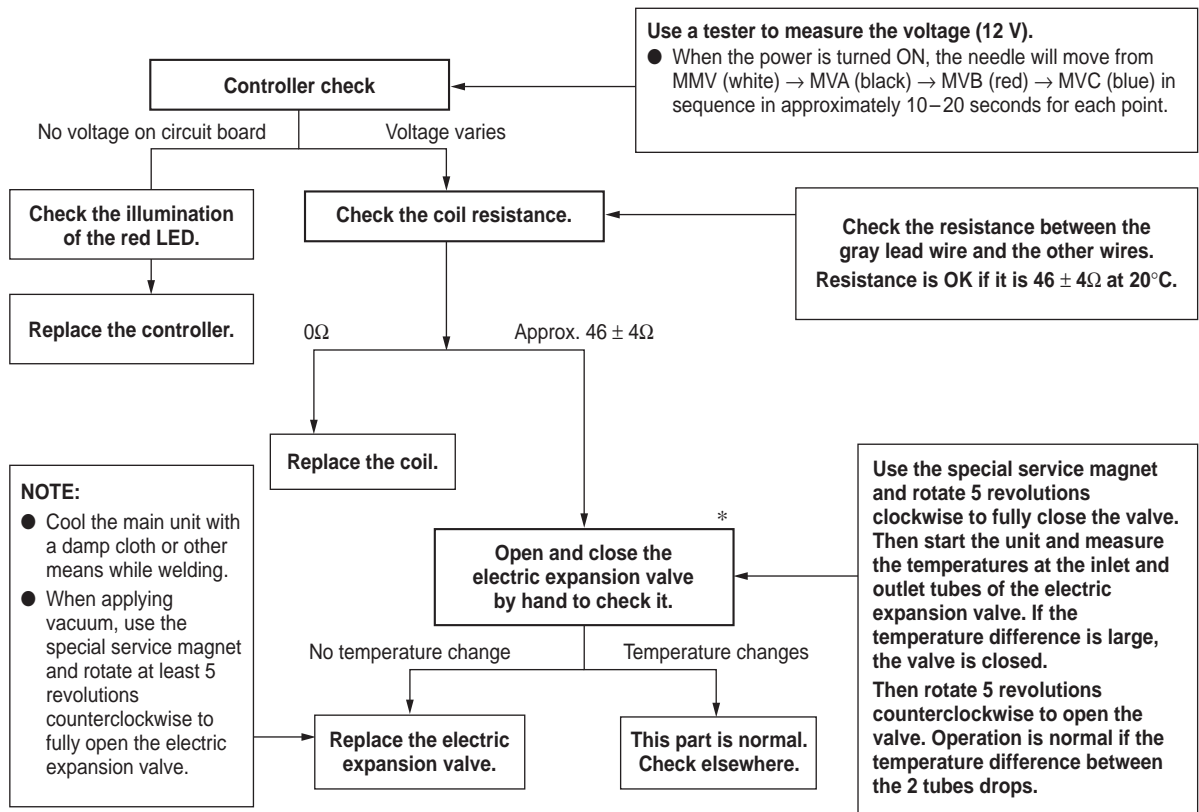 Use a tester to measure the voltage (12 V).
● When the power is turned ON, the needle will move from
MMV (white) → MVA (black) → MVB (red) → MVC (blue) in
sequence in approximately 10–20 seconds for each point.
Controller check
No voltage on circuit board
Voltage varies
Check the illumination
of the red LED.
Check the coil resistance.
Check the resistance between the
gray lead wire and the other wires.
Resistance is OK if it is 46 ± 4Ω at 20°C.
Replace the controller.
0Ω
Approx. 46 ± 4Ω
Replace the coil.
NOTE:
● Cool the main unit with
a damp cloth or other
means while welding.
● When applying
vacuum, use the
special service magnet
and rotate at least 5
revolutions
counterclockwise to
fully open the electric
expansion valve.
*
Open and close the
electric expansion valve
by hand to check it.
Use the special service magnet
and rotate 5 revolutions
clockwise to fully close the valve.
Then start the unit and measure
the temperatures at the inlet and
outlet tubes of the electric
expansion valve. If the
temperature difference is large,
the valve is closed.
Then rotate 5 revolutions
counterclockwise to open the
valve. Operation is normal if the
temperature difference between
the 2 tubes drops.
No temperature change
Temperature changes
Replace the electric
expansion valve.
This part is normal.
Check elsewhere.